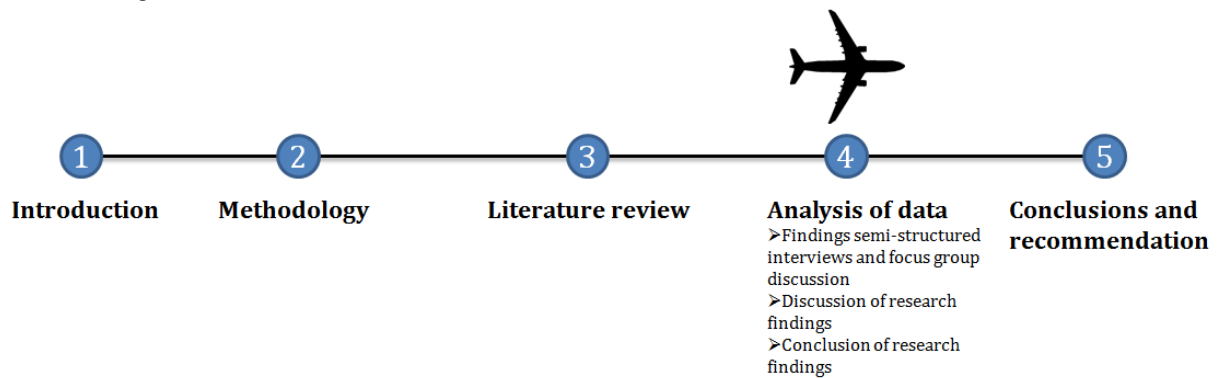 1 2 3 4 5
Introduction
Methodology
Literature review
Analysis of data
➢Findings semi-structured
interviews and focus group
discussion
➢Discussion of research
findings
➢Conclusion of research
findings
Conclusions and
recommendation